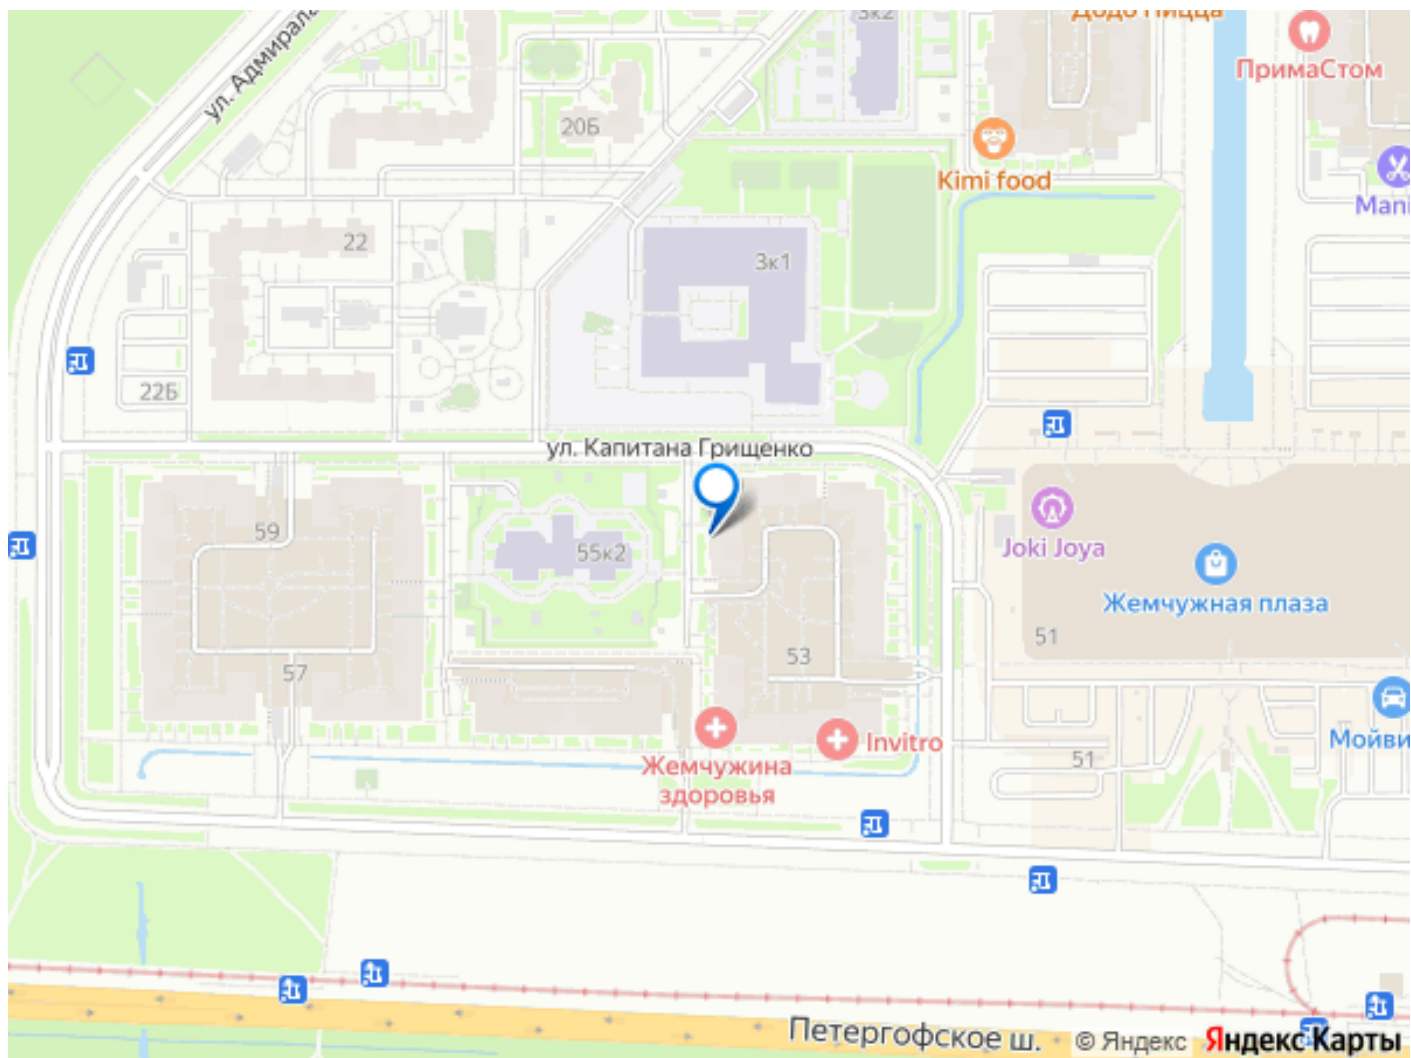 3к2
Додо Пицца
ПримаСтом
ул. Адмирала
20Б
Kimi food
Mani
22
3к1
22Б
ул. Капитана Грищенко
59
55к2
Joki Joya
Жемчужная плаза
51
53
57
Invitro
Мойви
51
Жемчужина
здоровья
Петергофское ш.
© Яндекс Яндекс Карты